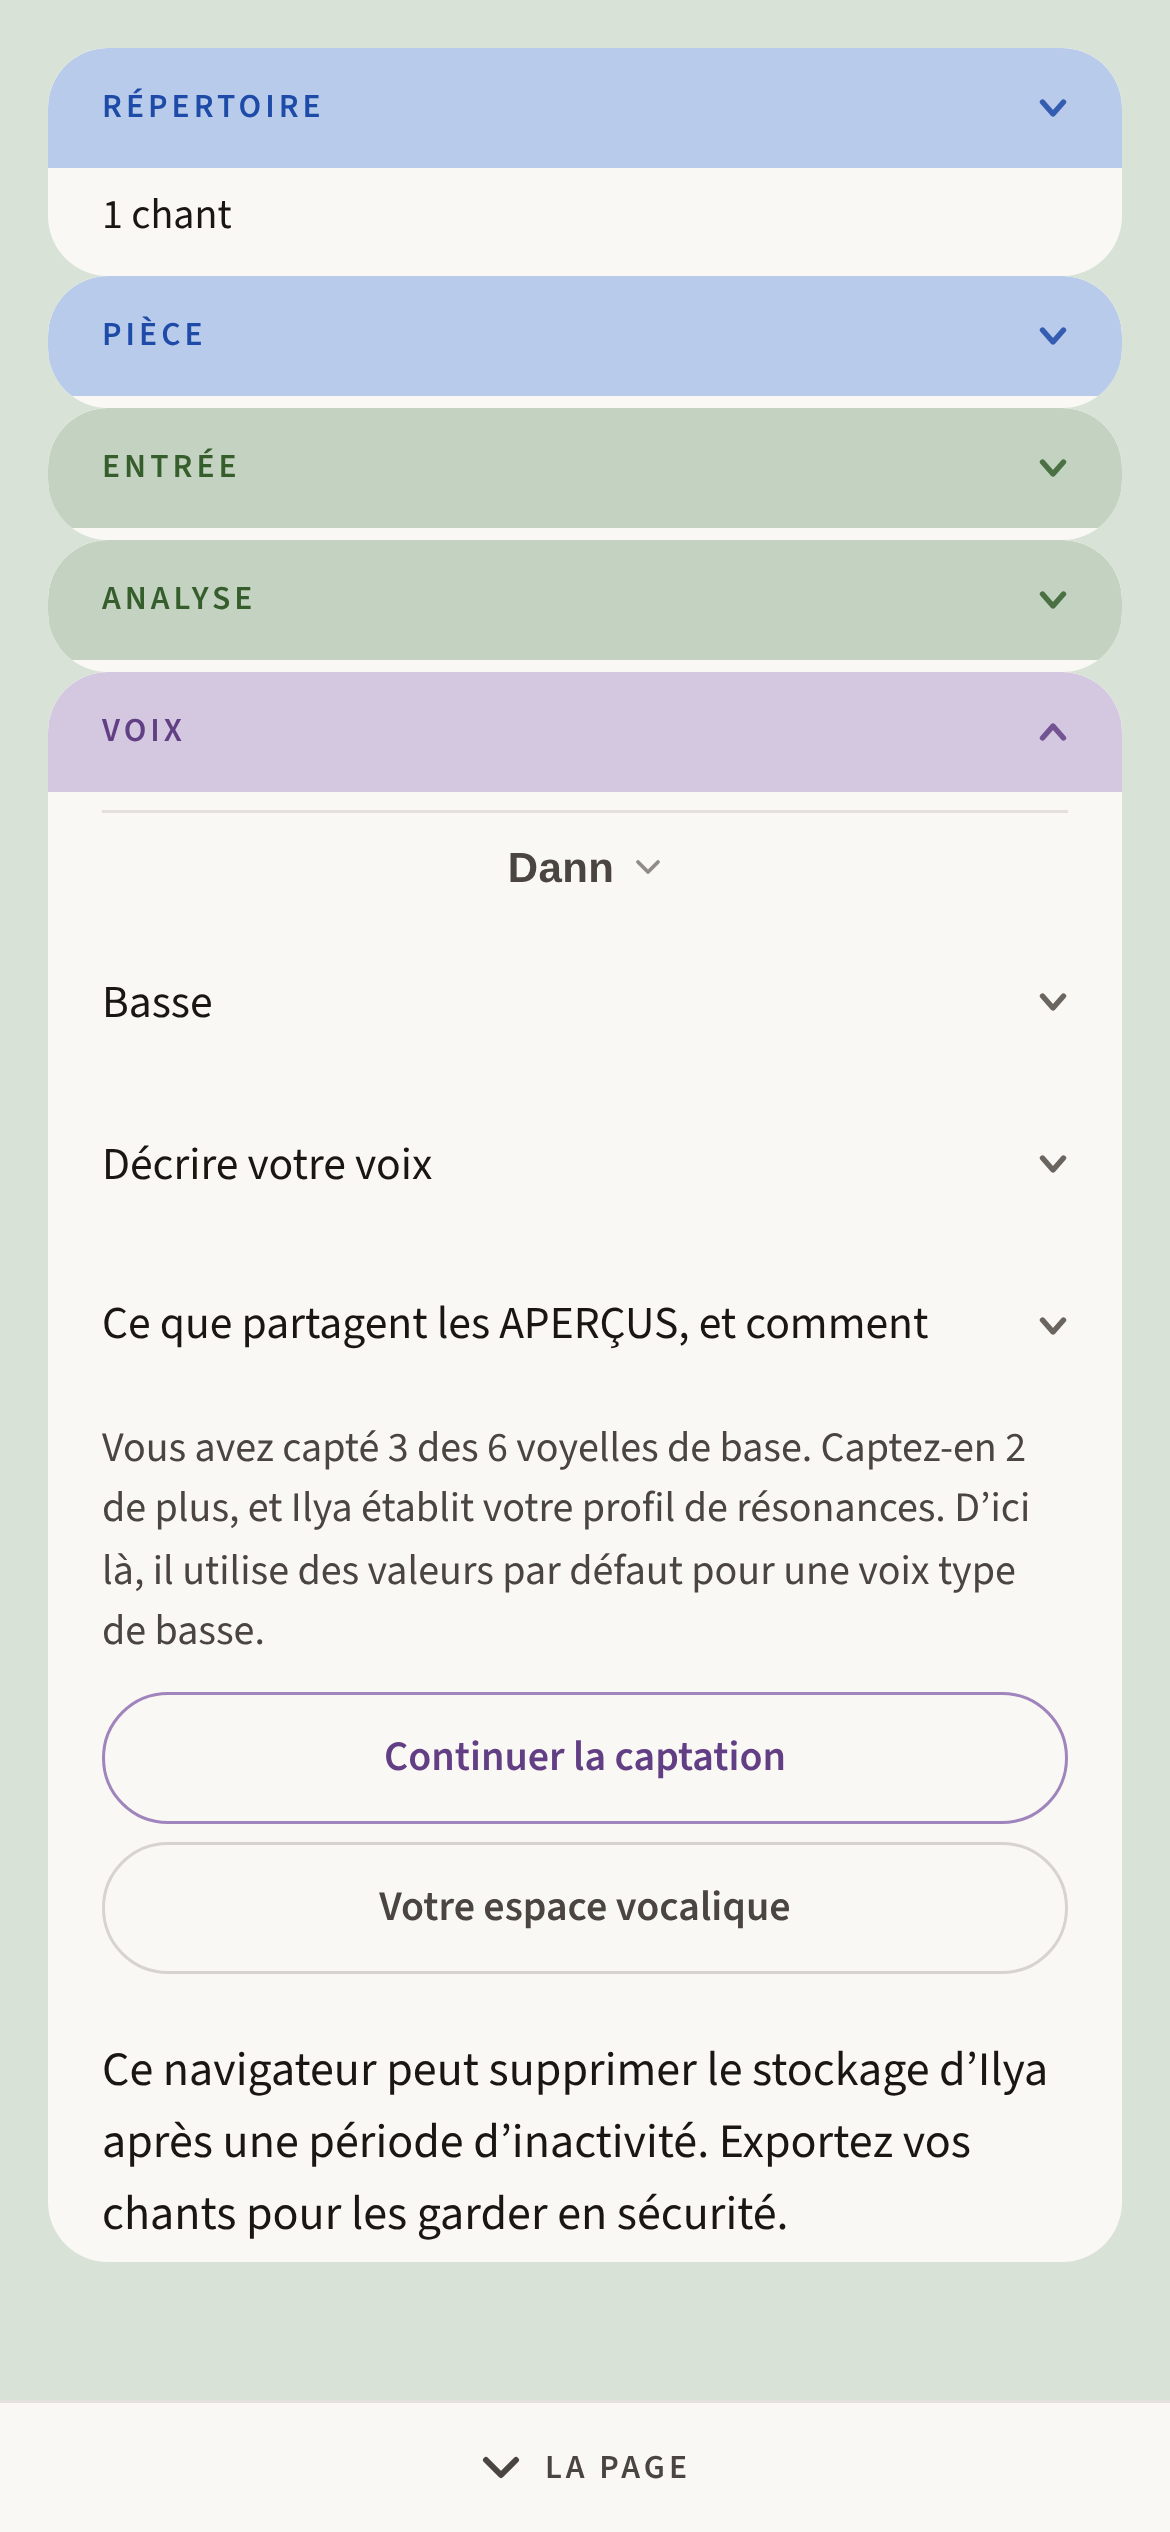 RÉPERTOIRE
1 chant
PIÈCE
ENTRÉE
ANALYSE
VOIX
Dann
Basse
Décrire votre voix
Ce que partagent les APERÇUS, et comment
Vous avez capté 3 des 6 voyelles de base. Captez-en 2
de plus, et Ilya établit votre profil de résonances. D’ici
là, il utilise des valeurs par défaut pour une voix type
de basse.
Continuer la captation
Votre espace vocalique
Ce navigateur peut supprimer le stockage d’Ilya
après une période d’inactivité. Exportez vos
chants pour les garder en sécurité.
LA PAGE